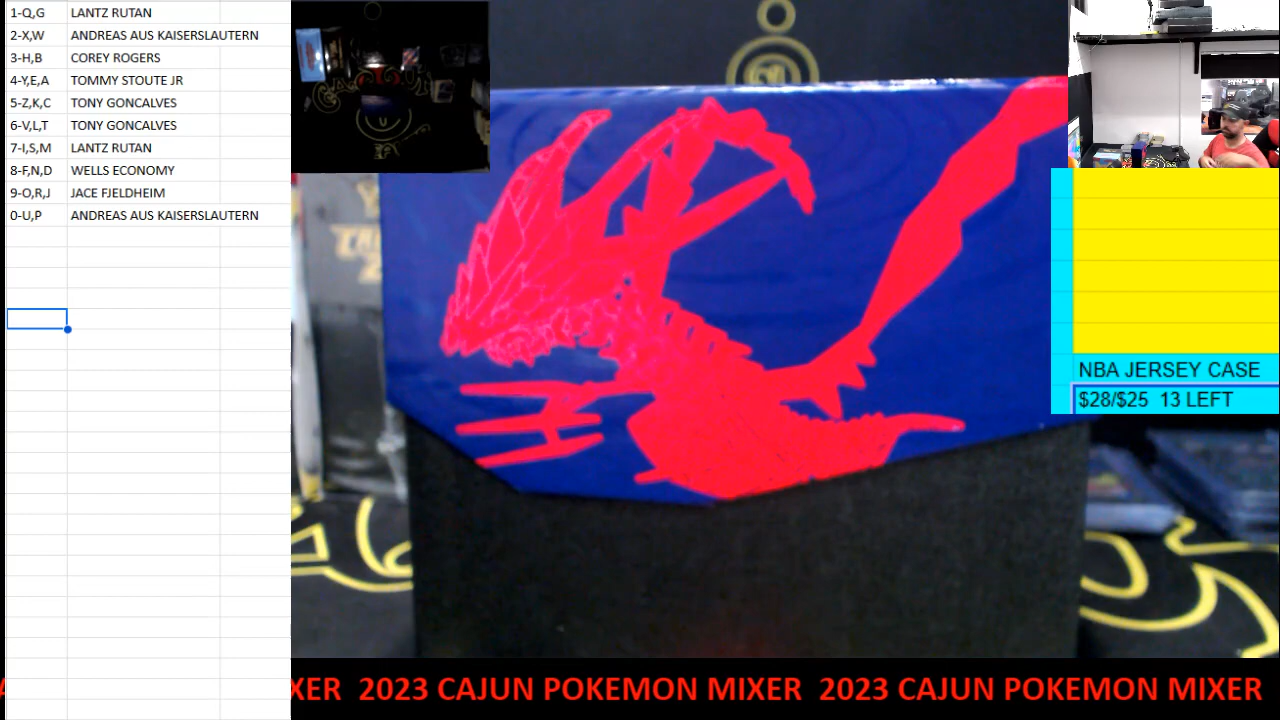 1-Q,G LANTZ RUTAN
2-X,W ANDREAS AUS KAISERSLAUTERN
3-H,B COREY ROGERS
4-Y,E,A TOMMY STOUTE JR
5-Z,K,C TONY GONCALVES
6-V,L,T TONY GONCALVES
7-I,S,M LANTZ RUTAN
8-F,N,D WELLS ECONOMY
9-O,R,J JACE FJELDHEIM
0-U,P ANDREAS AUS KAISERSLAUTERN
NBA JERSEY CASE
$28/$25 13 LEFT
XER 2023 CAJUN POKEMON MIXER 2023 CAJUN POKEMON MIXER